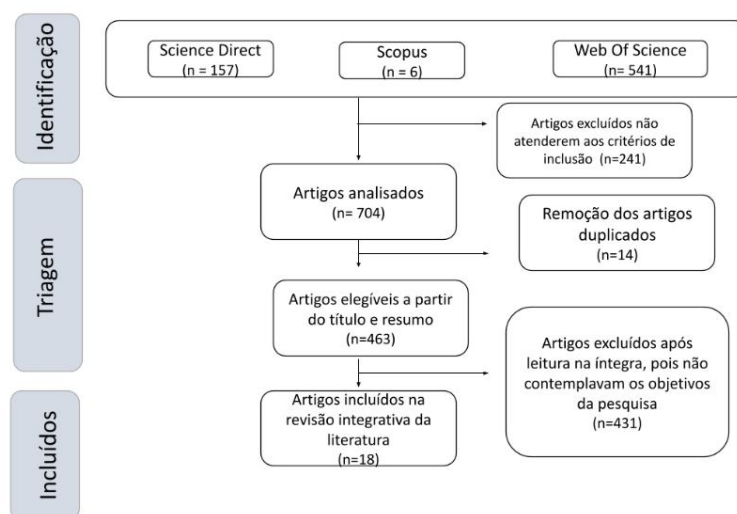 Identificação
Science Direct
(n = 157)
Scopus
(n = 6)
Web Of Science
(n= 541)
Artigos excluídos não
atenderem aos critérios de
inclusão (n=241)
Triagem
Artigos analisados
(n= 704)
Remoção dos artigos
duplicados
(n=14)
Artigos elegíveis a partir
do título e resumo
(n=463)
Artigos excluídos após
leitura na íntegra, pois não
contemplavam os objetivos
da pesquisa
(n=431)
Incluídos
Artigos incluídos na
revisão integrativa da
literatura
(n=18)